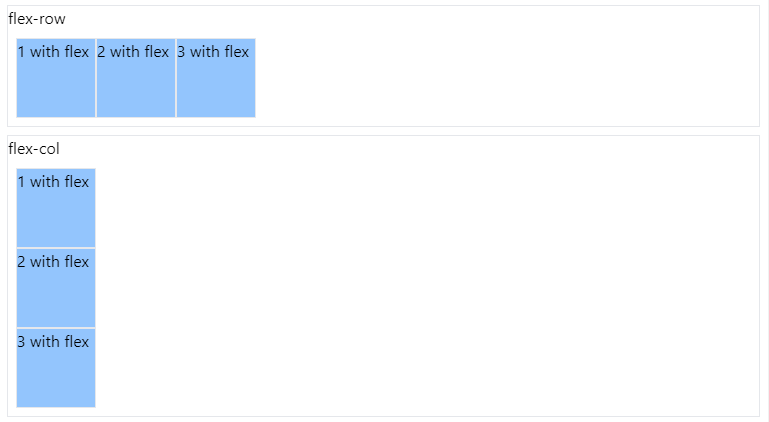 flex-row
1 with flex 2 with flex 3 with flex
flex-col
1 with flex
2 with flex
3 with flex